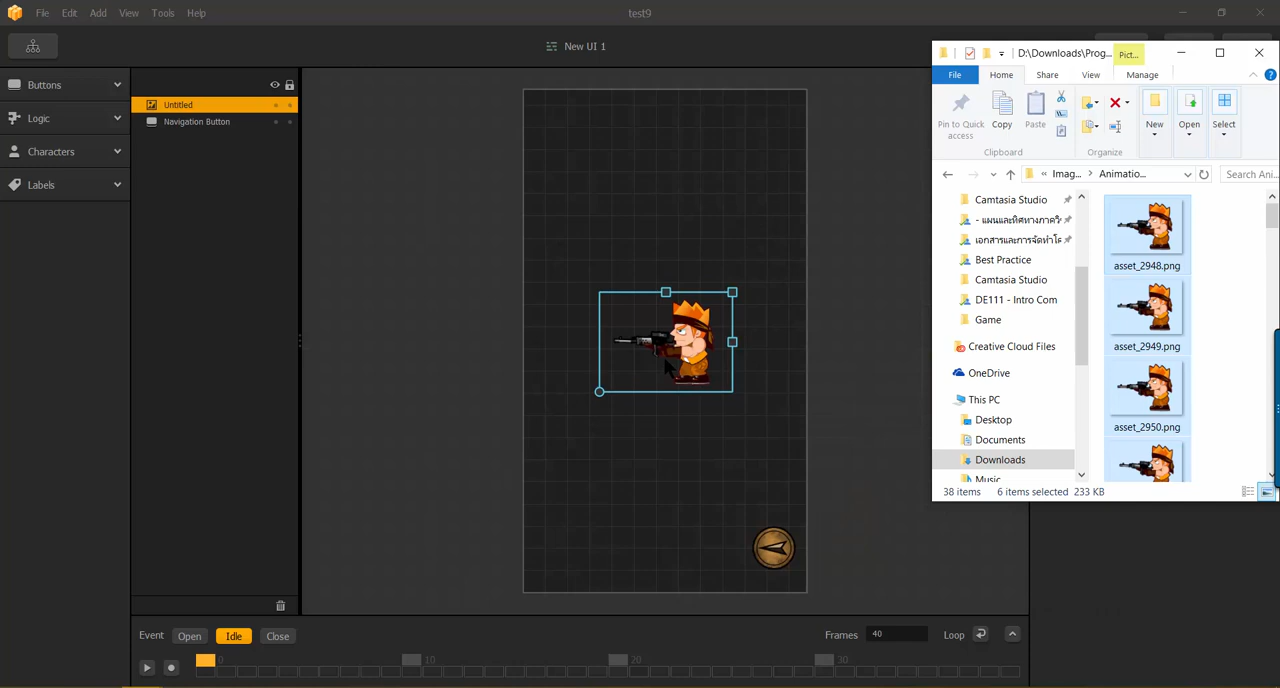 File Edit Add View Tools Help
test9
New UI 1
Buttons
Logic
Characters
Labels
Untitled
Navigation Button
Event Open Idle Close
Frames 40 Loop
0 10 20 30
D:\Downloads\Prog... Pict...
File Home Share View Manage
Pin to Quick access Copy Paste New Open Select
Clipboard Organize
« Imag... Animatio... Search Ani...
Camtasia Studio
Best Practice
Camtasia Studio
DE111 - Intro Com
Game
Creative Cloud Files
OneDrive
This PC
Desktop
Documents
Downloads
Music
asset_2948.png
asset_2949.png
asset_2950.png
38 items 6 items selected 233 KB